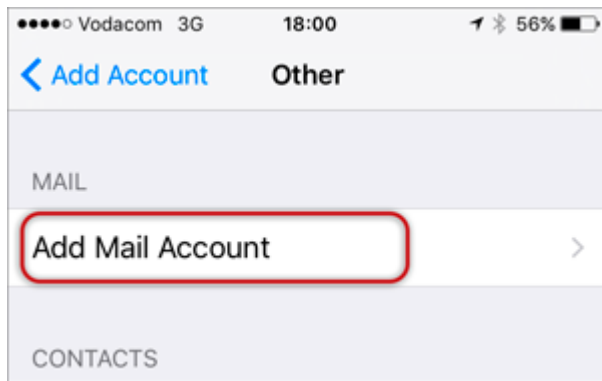 Vodacom 3G 18:00 56%
Add Account Other
MAIL
Add Mail Account
CONTACTS